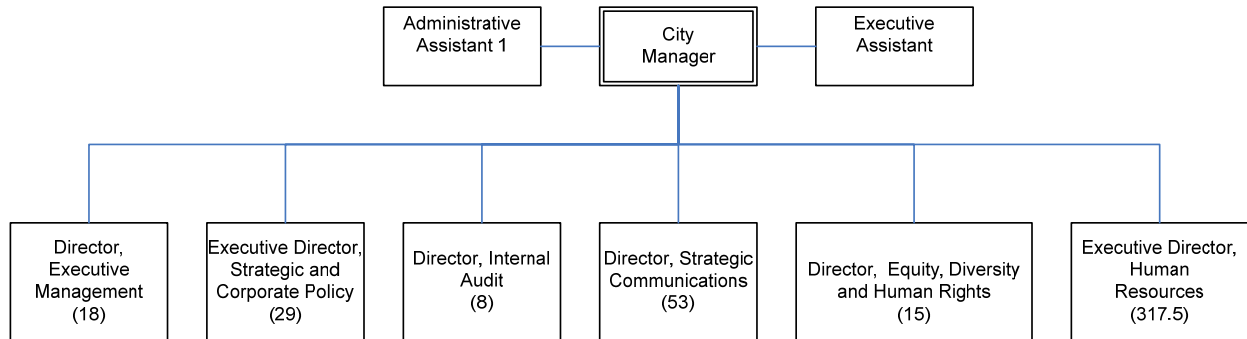 Administrative
Assistant 1
City
Manager
Executive
Assistant
Director,
Executive
Management
(18)
Executive Director,
Strategic and
Corporate Policy
(29)
Director, Internal
Audit
(8)
Director, Strategic
Communications
(53)
Director, Equity, Diversity
and Human Rights
(15)
Executive Director,
Human
Resources
(317.5)